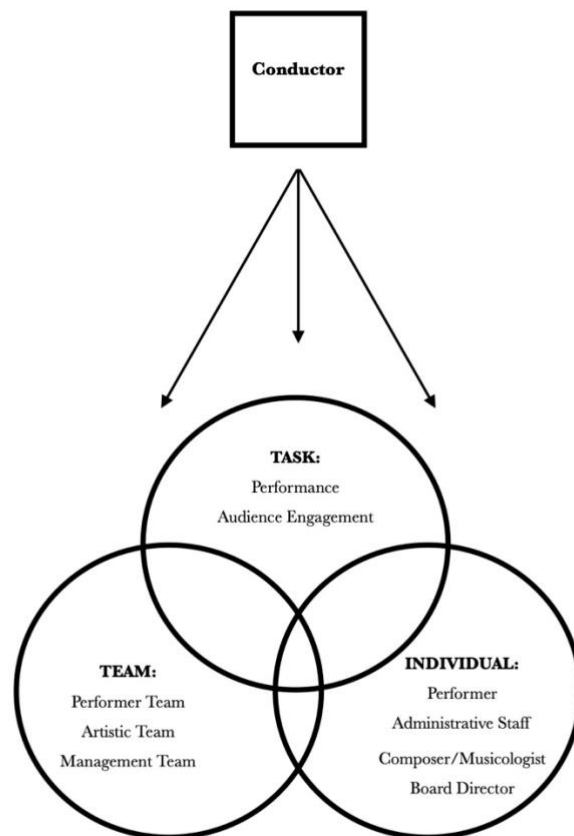 Conductor
TASK:
Performance
Audience Engagement
TEAM:
Performer Team
Artistic Team
Management Team
INDIVIDUAL:
Performer
Administrative Staff
Composer/Musicologist
Board Director